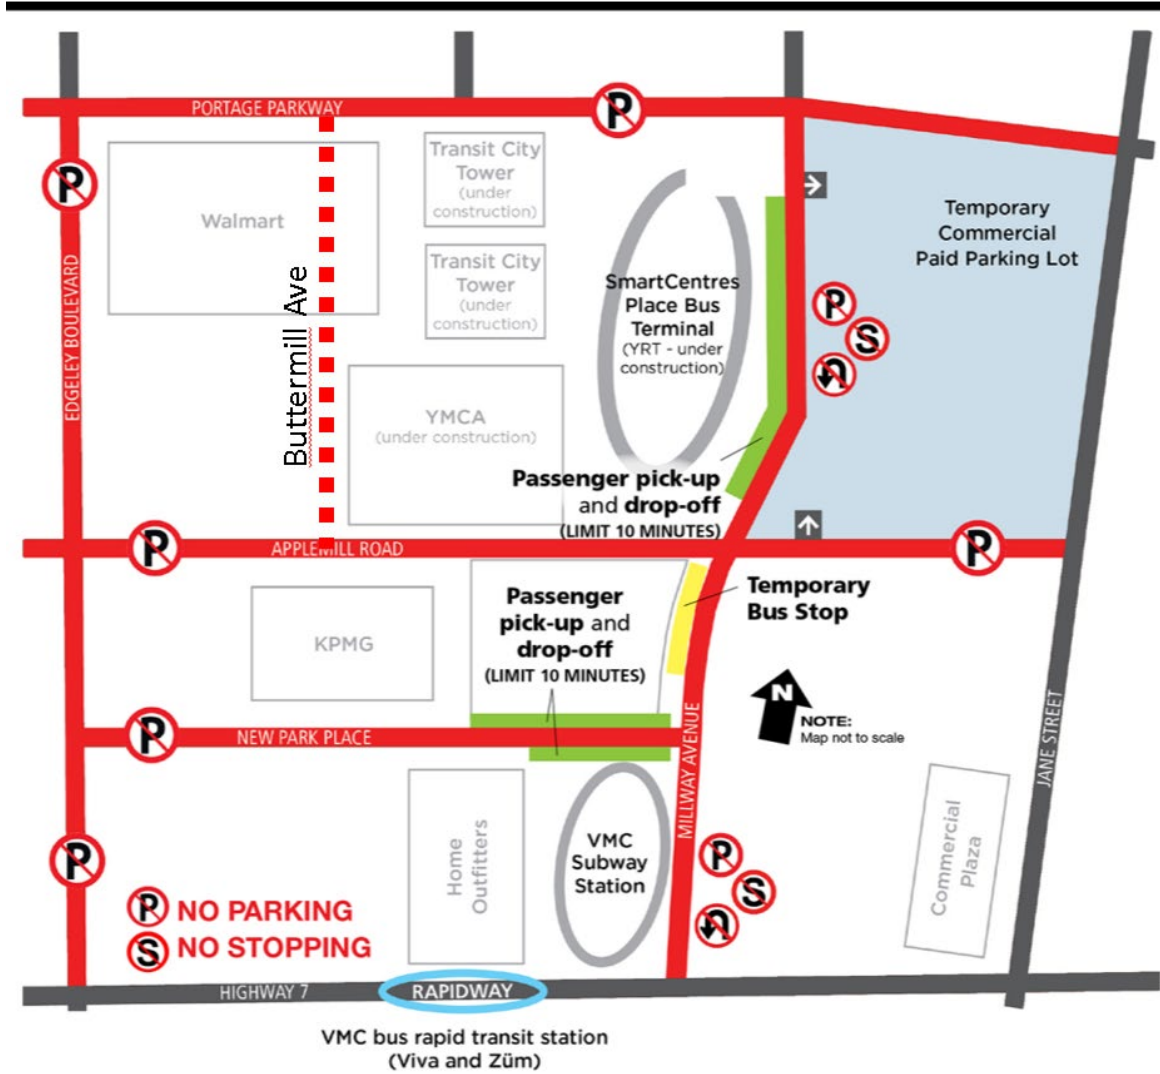 PORTAGE PARKWAY
P
P
Walmart
Buttermill Ave
EDGELEY BOULEVARD
Transit City
Tower
(under
construction)
Transit City
Tower
(under
construction)
SmartCentres
Place Bus
Terminal
(YRT - under
construction)
Temporary
Commercial
Paid Parking Lot
P
S
YMCA
(under construction)
Passenger pick-up
and drop-off
(LIMIT 10 MINUTES)
P
APPLEMILL ROAD
P
KPMG
Passenger
pick-up and
drop-off
(LIMIT 10 MINUTES)
Temporary
Bus Stop
N
NOTE:
Map not to scale
P
NEW PARK PLACE
MILLWAY AVENUE
JANE STREET
P
Home
Outfitters
VMC
Subway
Station
P
S
Commercial
Plaza
P NO PARKING
S NO STOPPING
HIGHWAY 7
RAPIDWAY
VMC bus rapid transit station
(Viva and Züm)